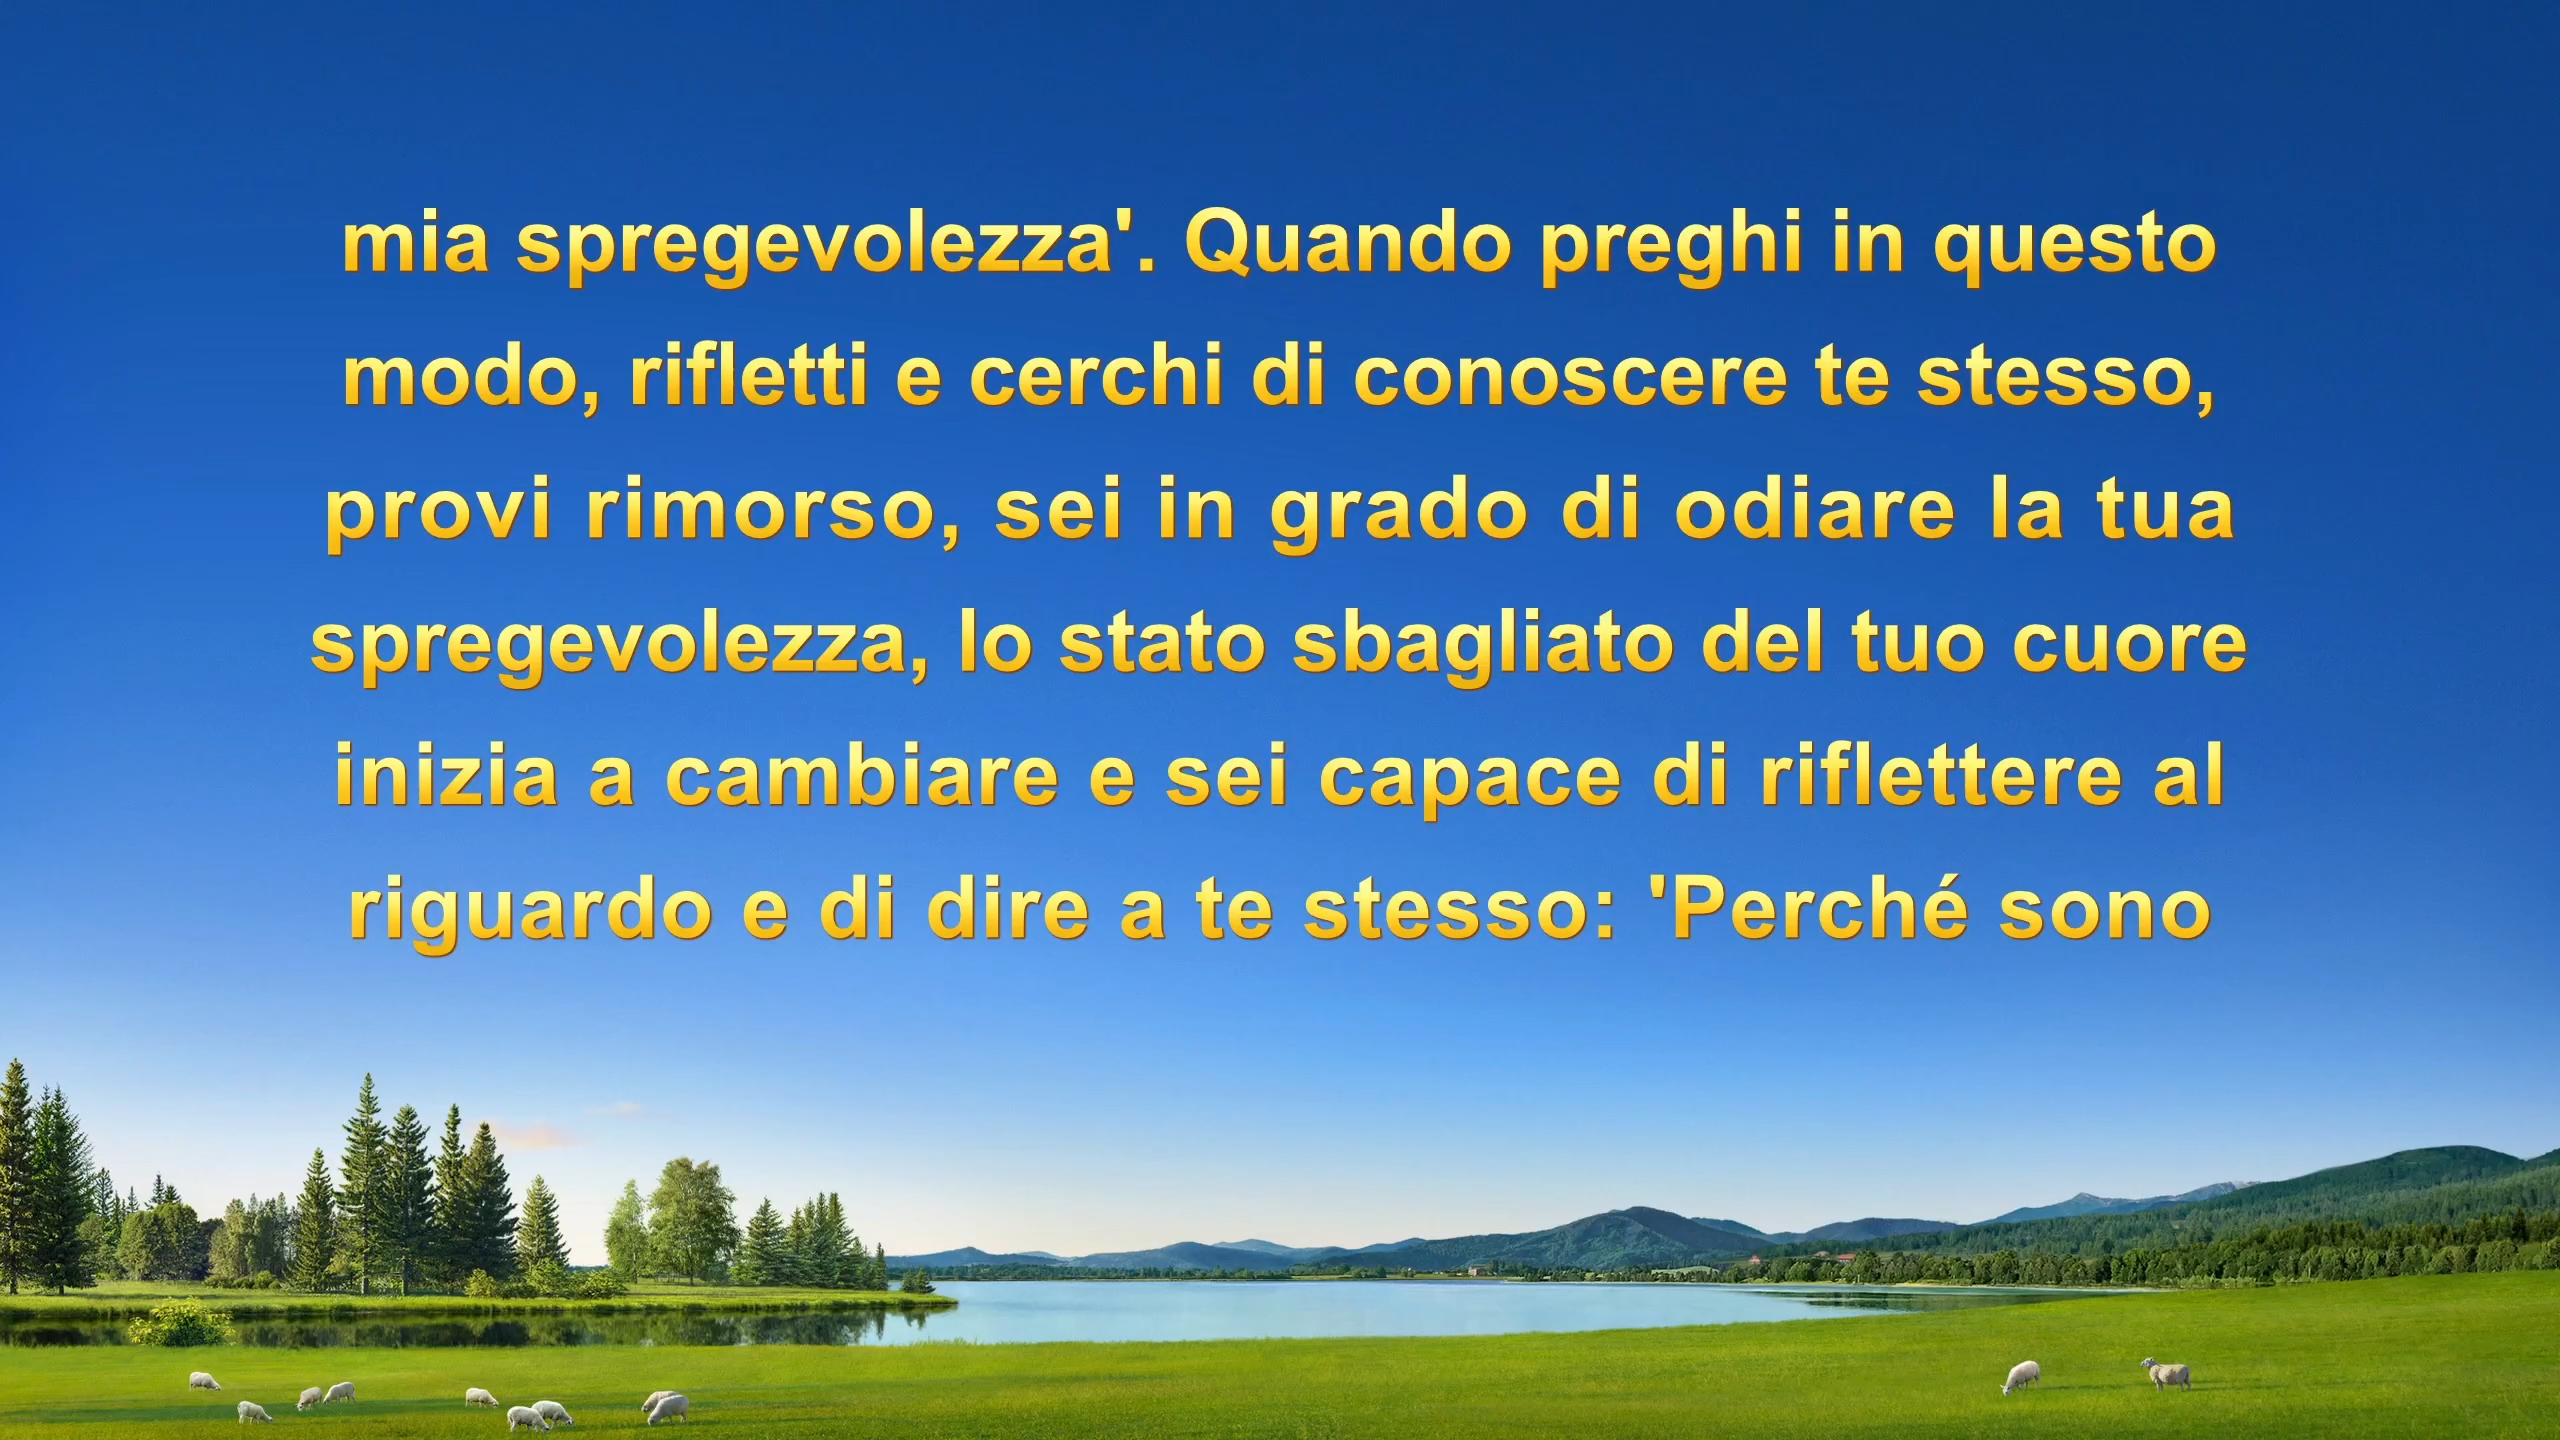 mia spregevolezza'. Quando preghi in questo
modo, rifletti e cerchi di conoscere te stesso,
provi rimorso, sei in grado di odiare la tua
spregevolezza, lo stato sbagliato del tuo cuore
inizia a cambiare e sei capace di riflettere al
riguardo e di dire a te stesso: 'Perché sono